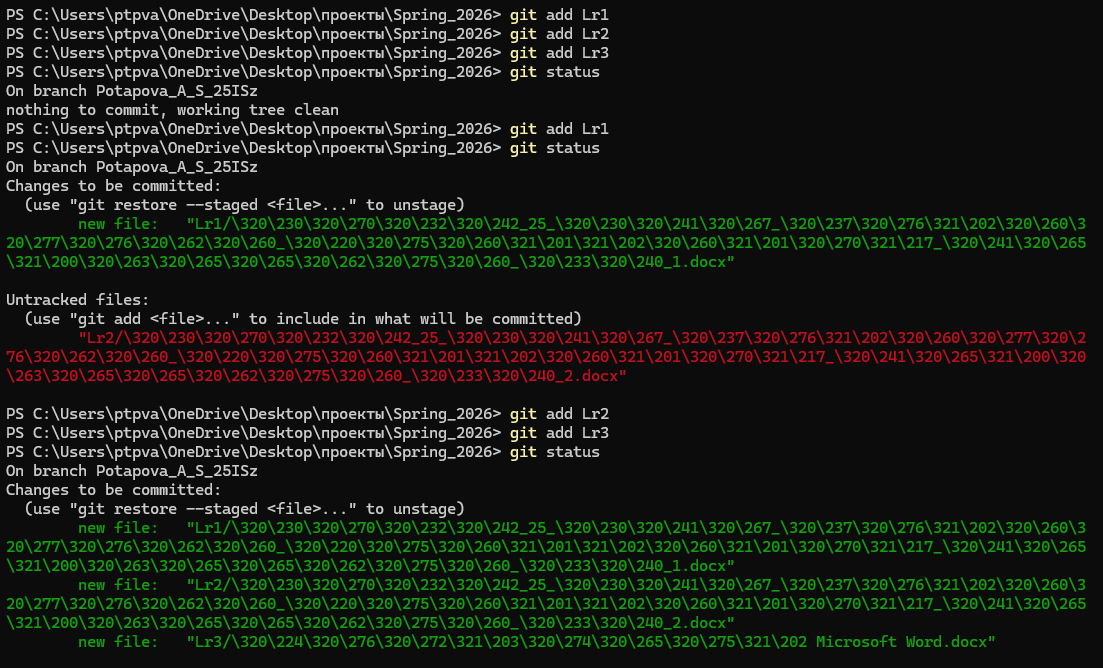 PS C:\Users\ptpva\OneDrive\Desktop\проекты\Spring_2026> git add Lr1
PS C:\Users\ptpva\OneDrive\Desktop\проекты\Spring_2026> git add Lr2
PS C:\Users\ptpva\OneDrive\Desktop\проекты\Spring_2026> git add Lr3
PS C:\Users\ptpva\OneDrive\Desktop\проекты\Spring_2026> git status
On branch Potapova_A_S_25ISz
nothing to commit, working tree clean
PS C:\Users\ptpva\OneDrive\Desktop\проекты\Spring_2026> git add Lr1
PS C:\Users\ptpva\OneDrive\Desktop\проекты\Spring_2026> git status
On branch Potapova_A_S_25ISz
Changes to be committed:
  (use "git restore --staged <file>..." to unstage)
        new file:   "Lr1/\320\230\320\270\320\232\320\242_25_\320\230\320\241\320\267_\320\237\320\276\321\202\320\260\3
20\277\320\276\320\262\320\260_\320\220\320\275\320\260\321\201\321\202\320\260\321\201\320\270\321\217_\320\241\320\265
\321\200\320\263\320\265\320\265\320\262\320\275\320\260_\320\233\320\240_1.docx"
Untracked files:
  (use "git add <file>..." to include in what will be committed)
        "Lr2/\320\230\320\270\320\232\320\242_25_\320\230\320\241\320\267_\320\237\320\276\321\202\320\260\320\277\320\2
76\320\262\320\260_\320\220\320\275\320\260\321\201\321\202\320\260\321\201\320\270\321\217_\320\241\320\265\321\200\320
\263\320\265\320\265\320\262\320\275\320\260_\320\233\320\240_2.docx"
PS C:\Users\ptpva\OneDrive\Desktop\проекты\Spring_2026> git add Lr2
PS C:\Users\ptpva\OneDrive\Desktop\проекты\Spring_2026> git add Lr3
PS C:\Users\ptpva\OneDrive\Desktop\проекты\Spring_2026> git status
On branch Potapova_A_S_25ISz
Changes to be committed:
  (use "git restore --staged <file>..." to unstage)
        new file:   "Lr1/\320\230\320\270\320\232\320\242_25_\320\230\320\241\320\267_\320\237\320\276\321\202\320\260\3
20\277\320\276\320\262\320\260_\320\220\320\275\320\260\321\201\321\202\320\260\321\201\320\270\321\217_\320\241\320\265
\321\200\320\263\320\265\320\265\320\262\320\275\320\260_\320\233\320\240_1.docx"
        new file:   "Lr2/\320\230\320\270\320\232\320\242_25_\320\230\320\241\320\267_\320\237\320\276\321\202\320\260\3
20\277\320\276\320\262\320\260_\320\220\320\275\320\260\321\201\321\202\320\260\321\201\320\270\321\217_\320\241\320\265
\321\200\320\263\320\265\320\265\320\262\320\275\320\260_\320\233\320\240_2.docx"
        new file:   "Lr3/\320\224\320\276\320\272\321\203\320\274\320\265\320\275\321\202 Microsoft Word.docx"